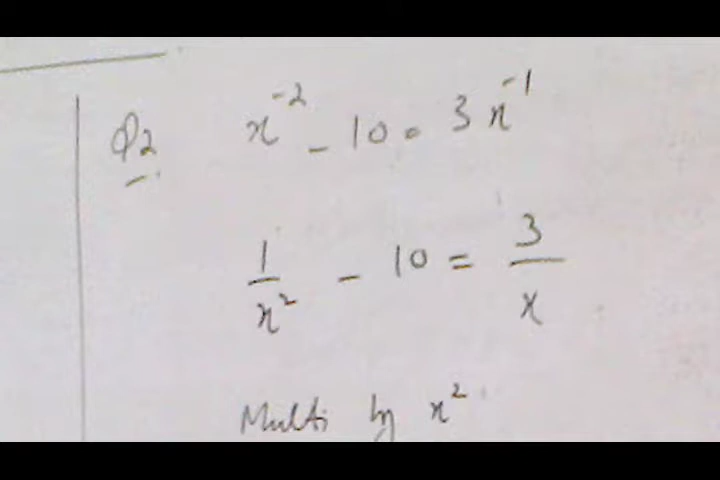 Q2 x⁻² - 10 = 3x⁻¹
1/x² - 10 = 3/x
Multi by x²